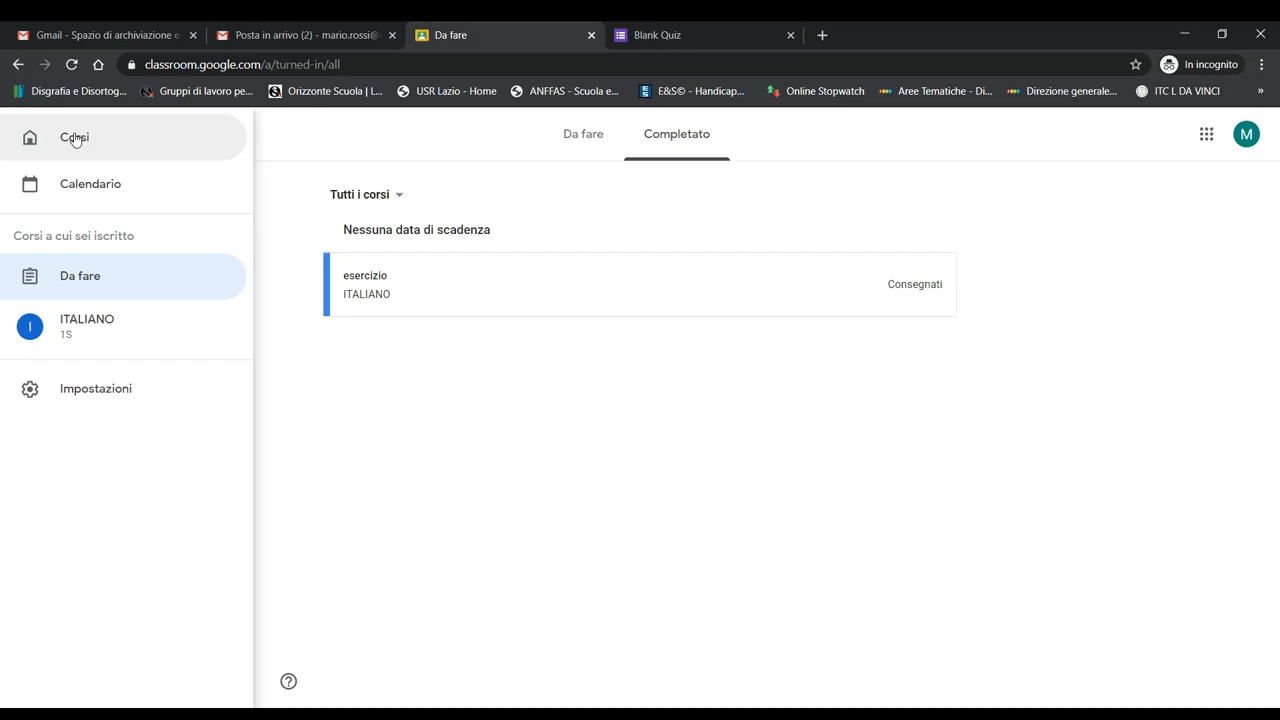 Gmail - Spazio di archiviazione e
Posta in arrivo (2) - mario.rossi@
Da fare
Blank Quiz
classroom.google.com/a/turned-in/all
In incognito
Disgrafia e Disortog...
Gruppi di lavoro pe...
Orizzonte Scuola | L...
USR Lazio - Home
ANFFAS - Scuola e...
E&S© - Handicap...
Online Stopwatch
Aree Tematiche - Di...
Direzione generale...
ITC L DA VINCI
»
Corsi
Calendario
Corsi a cui sei iscritto
Da fare
I
ITALIANO
1S
Impostazioni
Da fare
Completato
M
Tutti i corsi
Nessuna data di scadenza
esercizio
ITALIANO
Consegnati